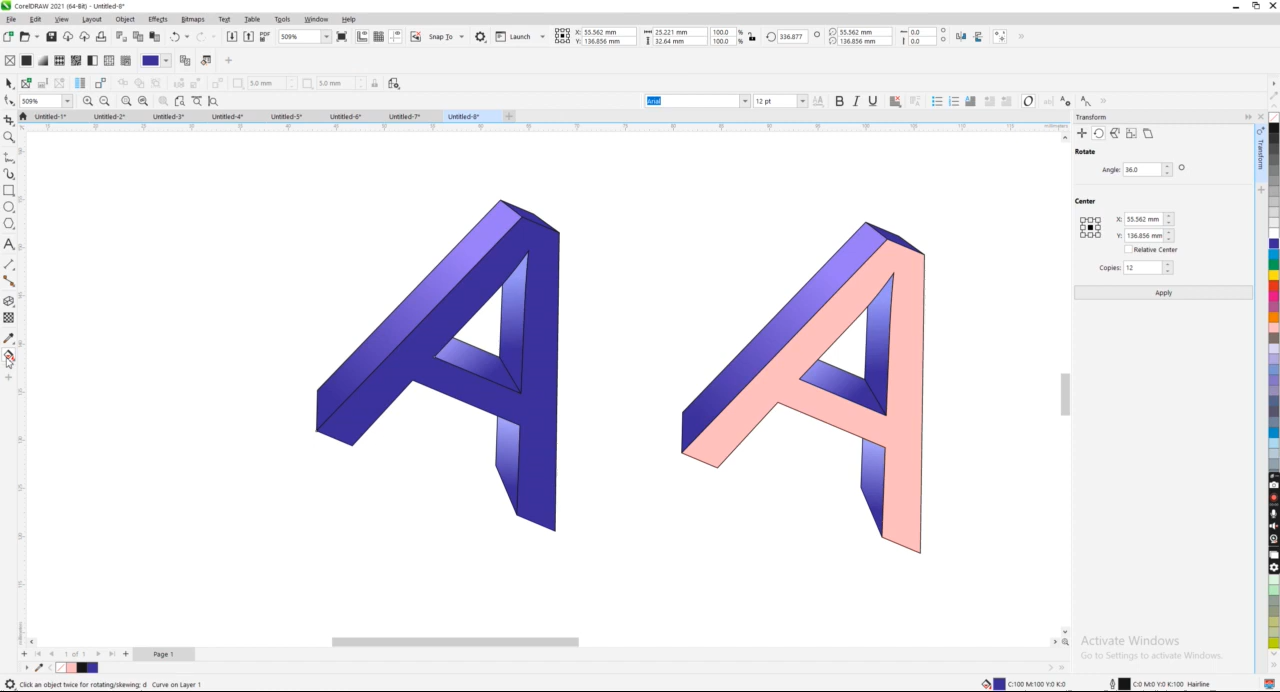 CorelDRAW 2021 (64-Bit) - Untitled-8*
File Edit View Layout Object Effects Bitmaps Text Table Tools Window Help
PDF 509% Snap To Launch X: 55.562 mm 25.221 mm 100.0 % 336.877 55.562 mm 0.0
Y: 136.856 mm 32.64 mm 100.0 % 136.856 mm 0.0
5.0 mm 5.0 mm
509% Arial 12 pt B I U O
Untitled-1* Untitled-2* Untitled-3* Untitled-4* Untitled-5* Untitled-6* Untitled-7* Untitled-8*
millimeters
Transform
Transform
Rotate
Angle: 36.0
Center
X: 55.562 mm
Y: 136.856 mm
Relative Center
Copies: 12
Apply
A A
Activate Windows
Go to Settings to activate Windows.
1 of 1 Page 1
Click an object twice for rotating/skewing; d Curve on Layer 1 C:100 M:100 Y:0 K:0 C:0 M:0 Y:0 K:100 Hairline